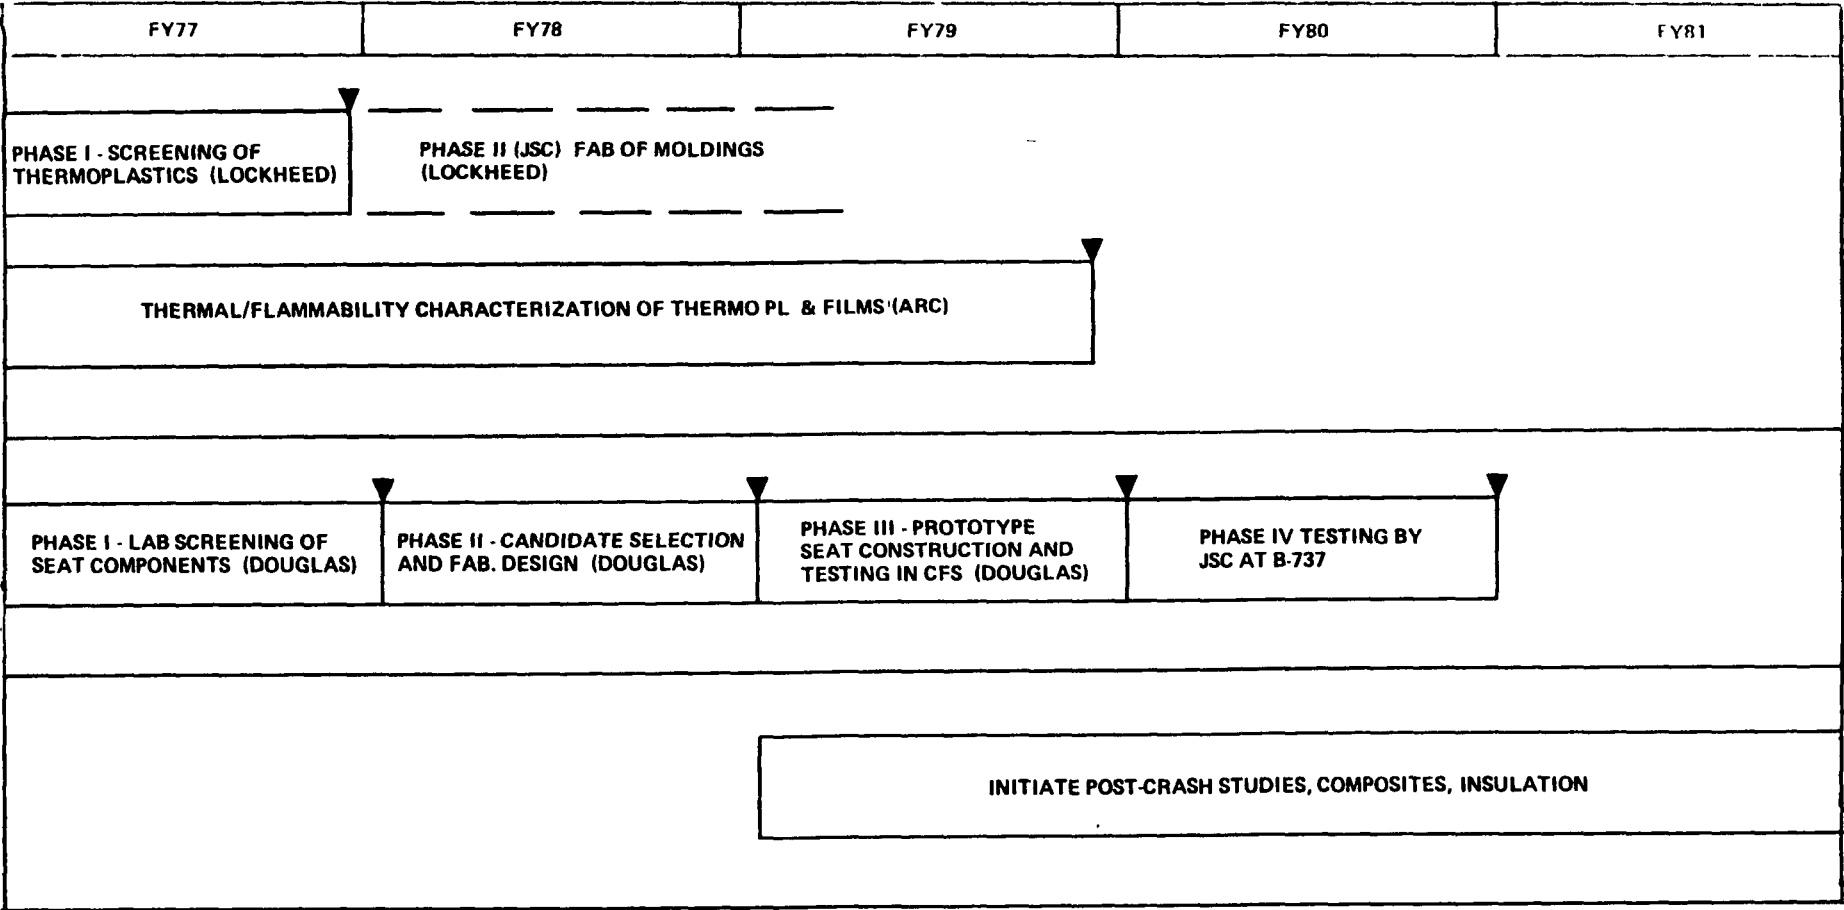 FY77 FY78 FY79 FY80 FY81
PHASE I - SCREENING OF
THERMOPLASTICS (LOCKHEED)
PHASE II (JSC) FAB OF MOLDINGS
(LOCKHEED)
THERMAL/FLAMMABILITY CHARACTERIZATION OF THERMO PL & FILMS (ARC)
PHASE I - LAB SCREENING OF
SEAT COMPONENTS (DOUGLAS)
PHASE II - CANDIDATE SELECTION
AND FAB. DESIGN (DOUGLAS)
PHASE III - PROTOTYPE
SEAT CONSTRUCTION AND
TESTING IN CFS (DOUGLAS)
PHASE IV TESTING BY
JSC AT B-737
INITIATE POST-CRASH STUDIES, COMPOSITES, INSULATION